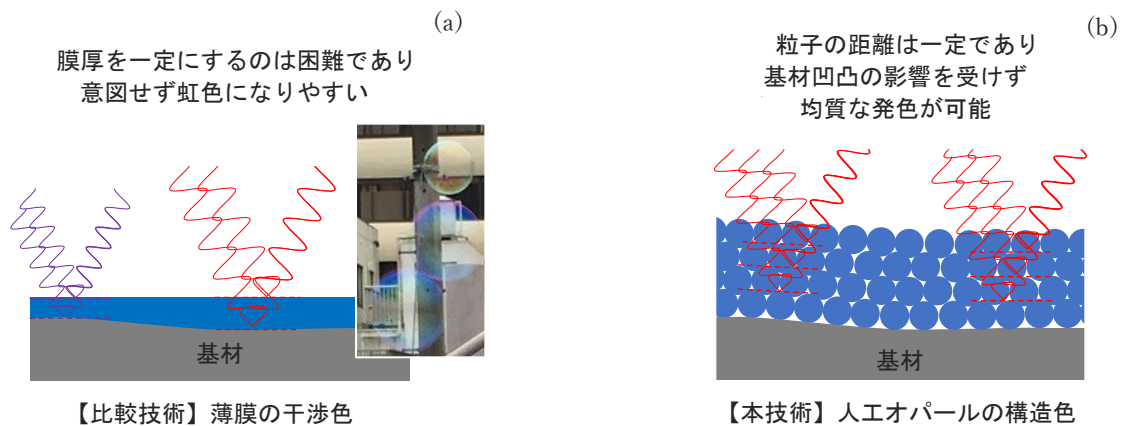 (a)
膜厚を一定にするのは困難であり
意図せず虹色になりやすい
基材
【比較技術】薄膜の干渉色
(b)
粒子の距離は一定であり
基材凹凸の影響を受けず
均質な発色が可能
基材
【本技術】人工オパールの構造色